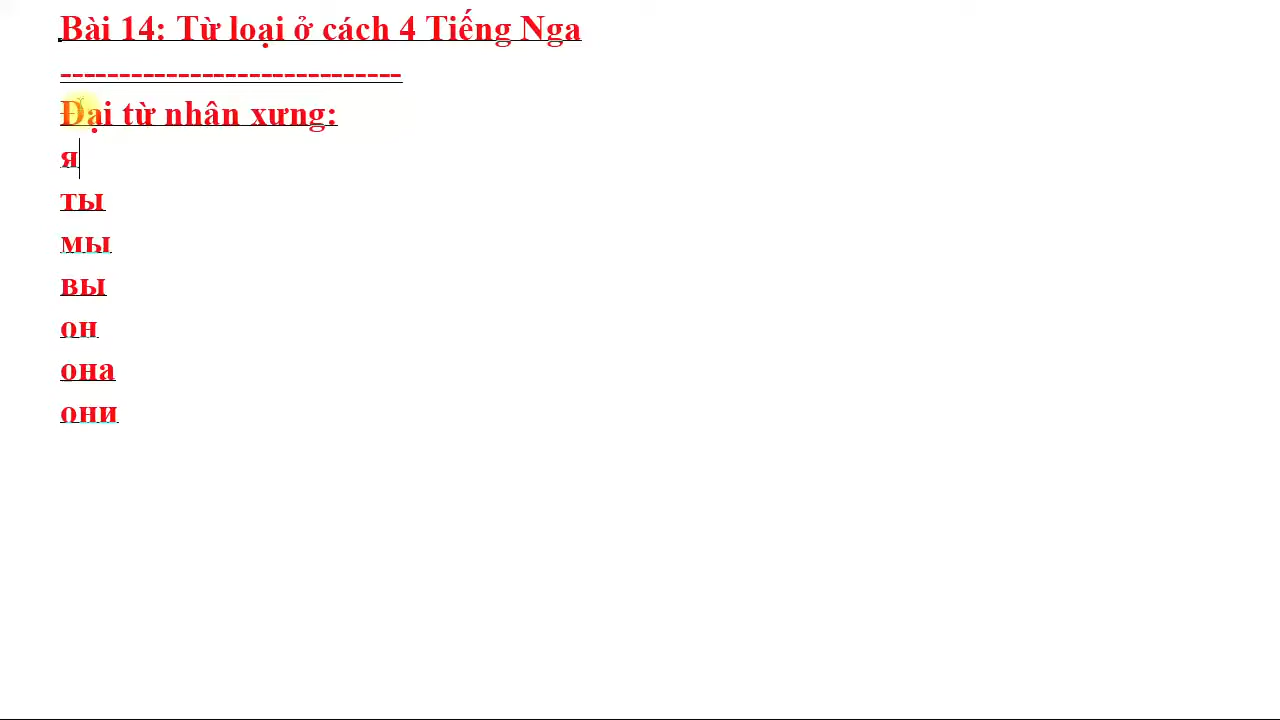 Bài 14: Từ loại ở cách 4 Tiếng Nga
-----------------------------
Đại từ nhân xưng:
я
ты
мы
вы
он
она
они